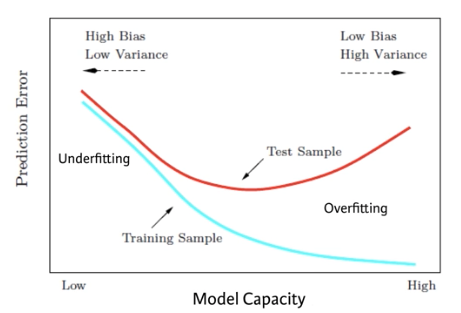 High Bias
Low Variance
Low Bias
High Variance
Prediction Error
Test Sample
Underfitting
Overfitting
Training Sample
Low
High
Model Capacity